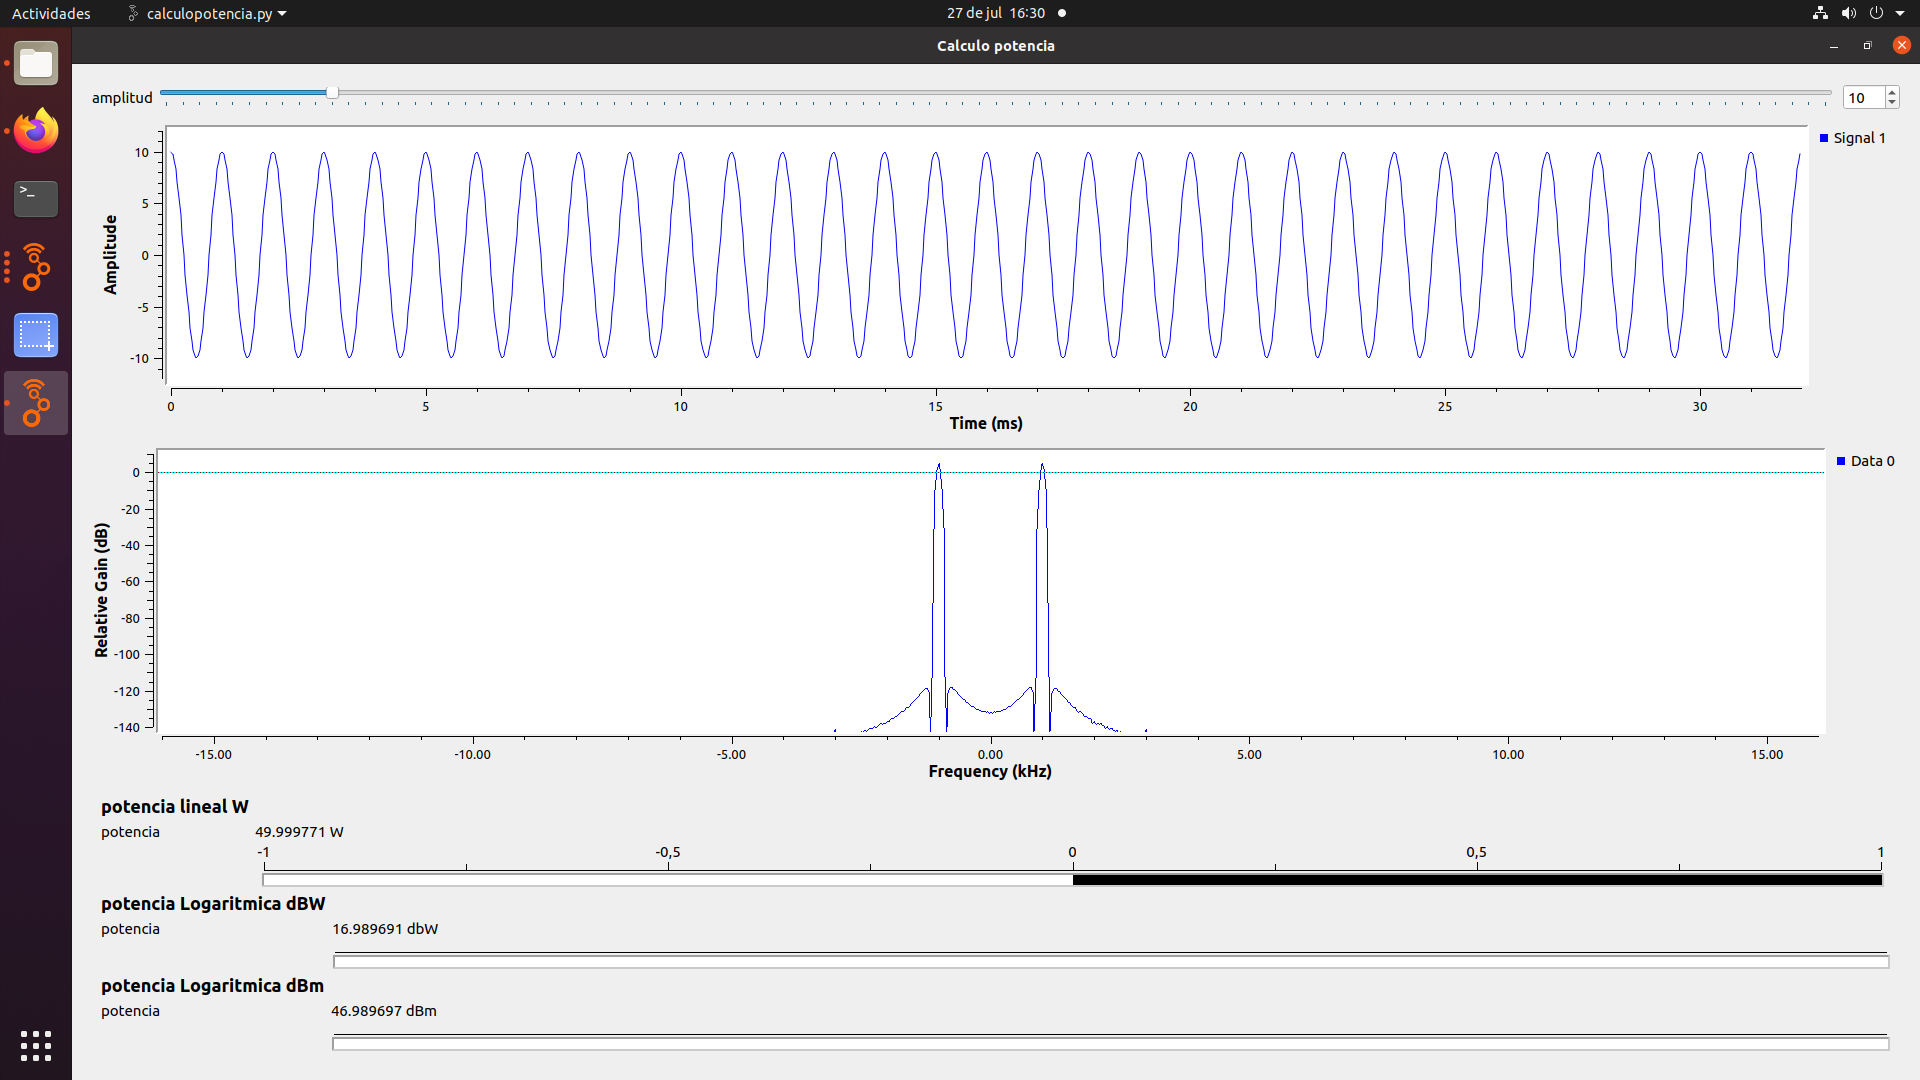 Actividades calculopotencia.py 27 de jul 16:30
Calculo potencia
>_
amplitud 10
Signal 1
10
5
0
-5
-10
Amplitude
0 5 10 15 20 25 30
Time (ms)
Data 0
0
-20
-40
-60
-80
-100
-120
-140
Relative Gain (dB)
-15.00 -10.00 -5.00 0.00 5.00 10.00 15.00
Frequency (kHz)
potencia lineal W
potencia 49.999771 W
-1 -0,5 0 0,5 1
potencia Logaritmica dBW
potencia 16.989691 dbW
potencia Logaritmica dBm
potencia 46.989697 dBm